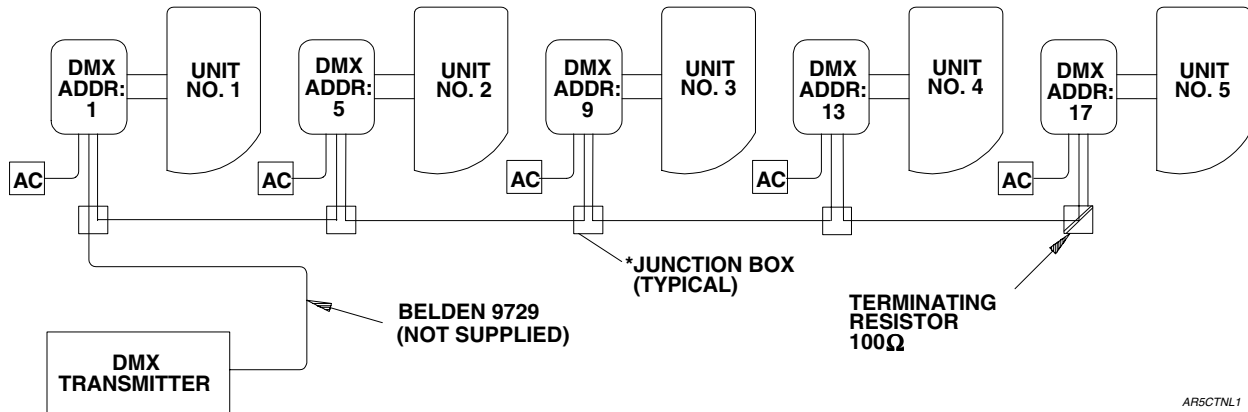 DMX
ADDR:
1
UNIT
NO. 1
DMX
ADDR:
5
UNIT
NO. 2
DMX
ADDR:
9
UNIT
NO. 3
DMX
ADDR:
13
UNIT
NO. 4
DMX
ADDR:
17
UNIT
NO. 5
AC
AC
AC
AC
AC
*JUNCTION BOX
(TYPICAL)
BELDEN 9729
(NOT SUPPLIED)
TERMINATING
RESISTOR
100Ω
DMX
TRANSMITTER
AR5CTNL1